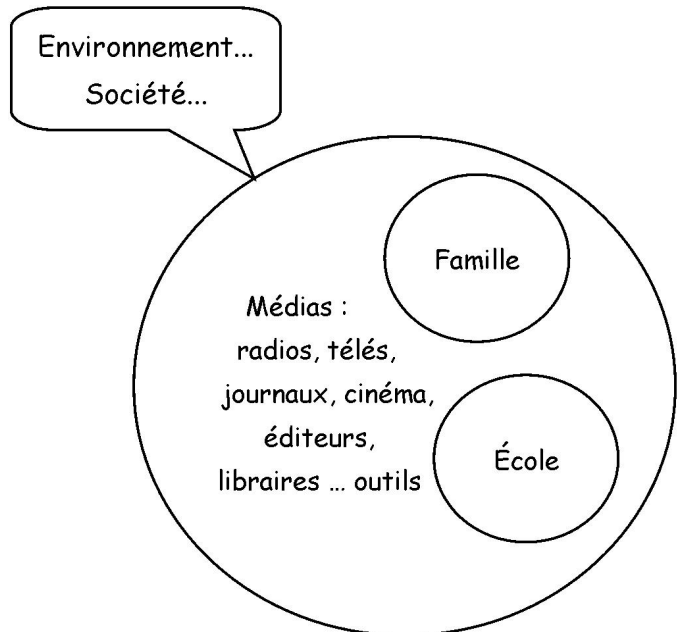 Environnement...
Société...
Famille
Médias :
radios, télés,
journaux, cinéma,
éditeurs,
libraires ... outils
École